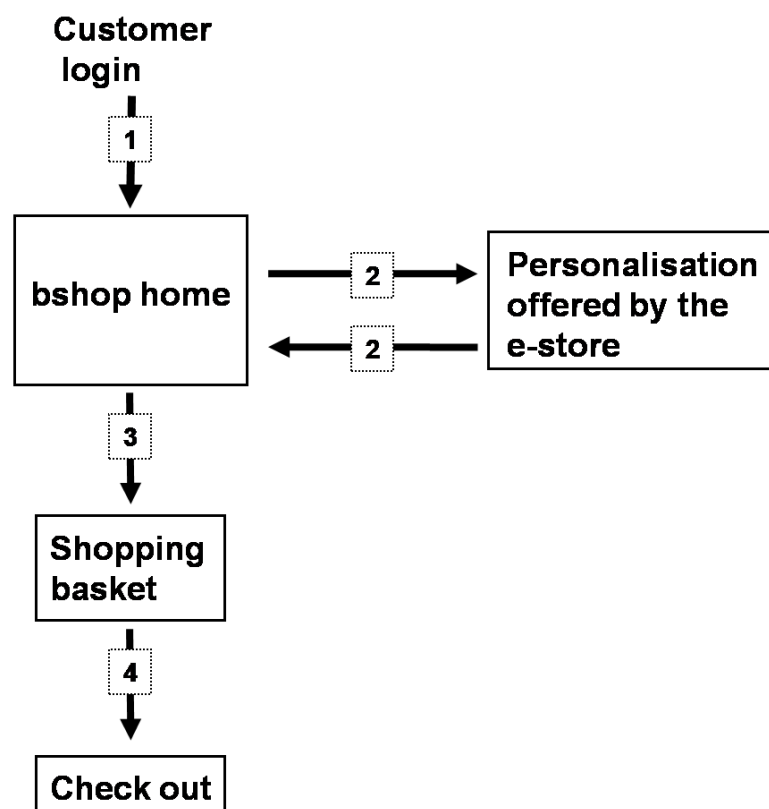 Customer
login
1
bshop home
2
Personalisation
offered by the
e-store
2
3
Shopping
basket
4
Check out